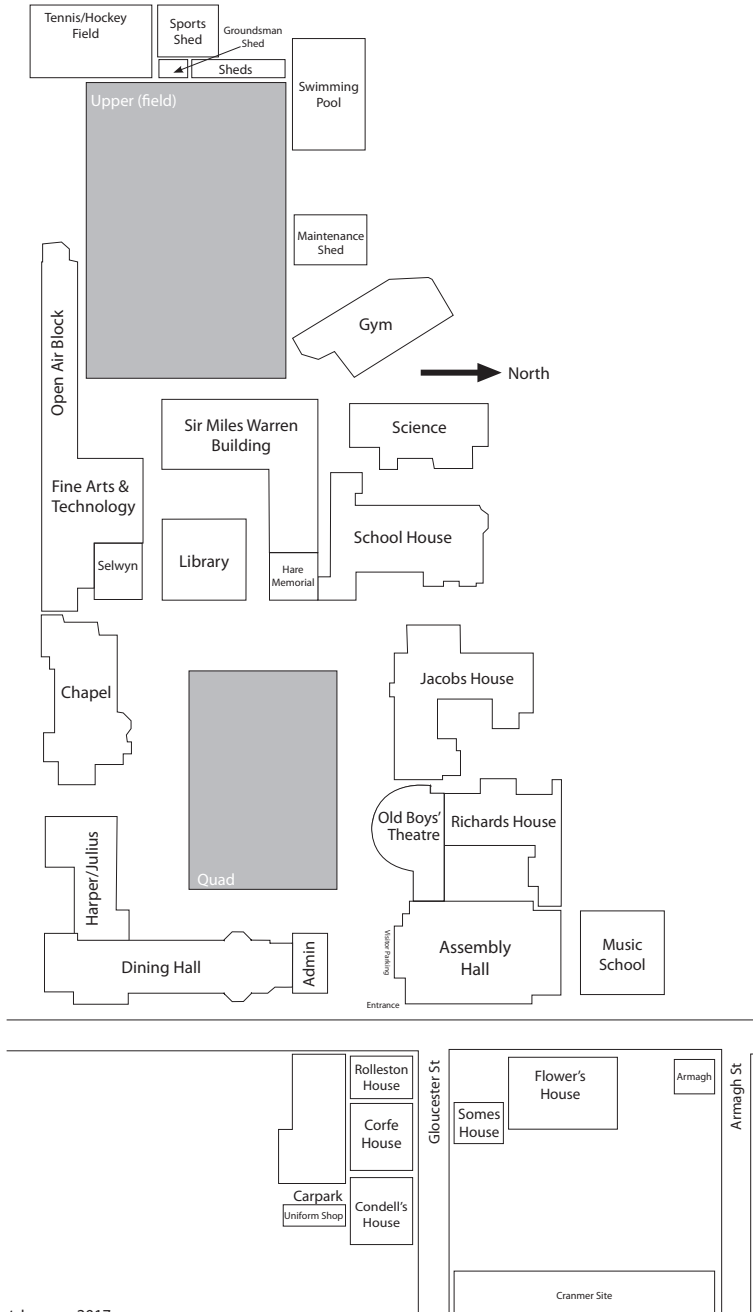 Tennis/Hockey
Field
Sports
Shed
Groundsman
Shed
Sheds
Swimming
Pool
Upper (field)
Maintenance
Shed
Gym
North
Open Air Block
Sir Miles Warren
Building
Science
Fine Arts &
Technology
School House
Selwyn
Library
Hare
Memorial
Chapel
Jacobs House
Old Boys'
Theatre
Richards House
Harper/Julius
Quad
Visitor Parking
Dining Hall
Admin
Assembly
Hall
Music
School
Entrance
Rolleston
House
Gloucester St
Flower's
House
Armagh
Armagh St
Corfe
House
Somes
House
Carpark
Uniform Shop
Condell's
House
Cranmer Site
2017